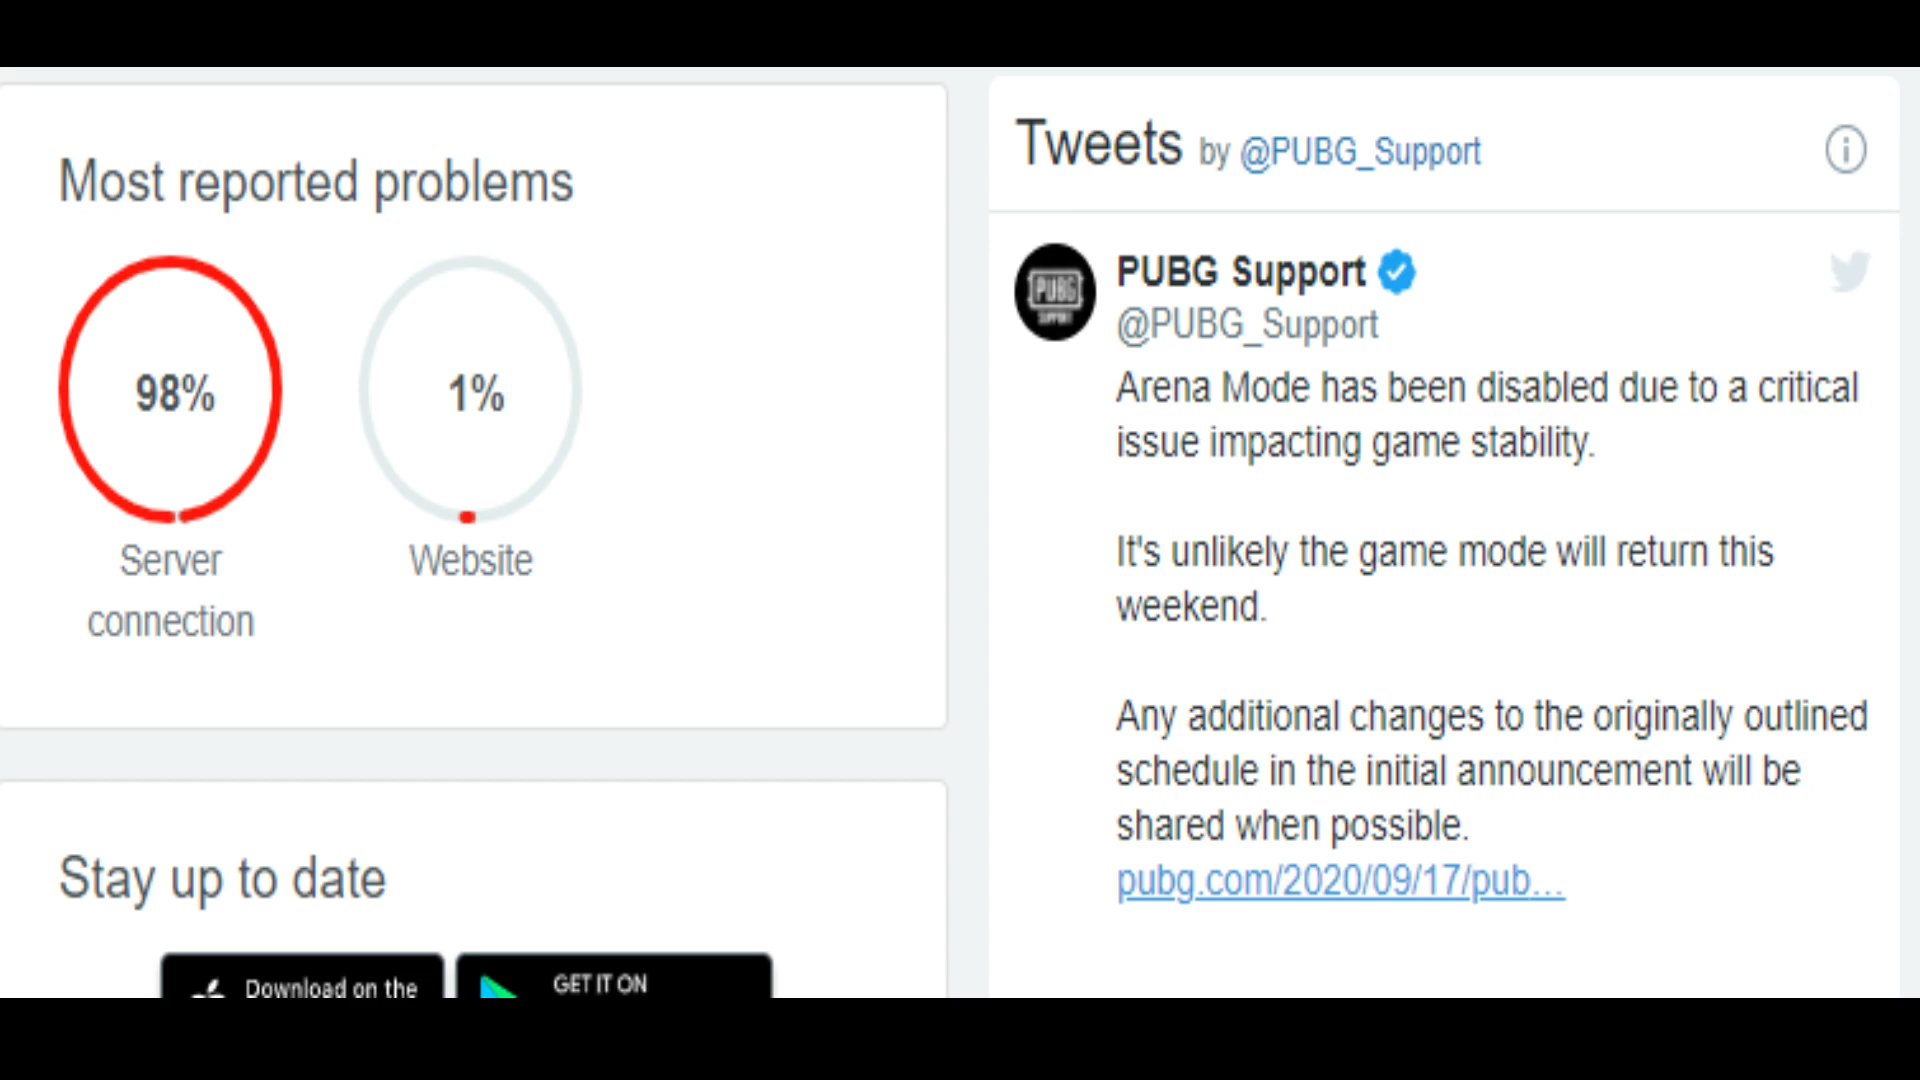 Most reported problems
98%
1%
Server
connection
Website
Stay up to date
Download on the
GET IT ON
Tweets by @PUBG_Support
PUBG
SUPPORT
PUBG Support
@PUBG_Support
Arena Mode has been disabled due to a critical
issue impacting game stability.
It's unlikely the game mode will return this
weekend.
Any additional changes to the originally outlined
schedule in the initial announcement will be
shared when possible.
pubg.com/2020/09/17/pub...